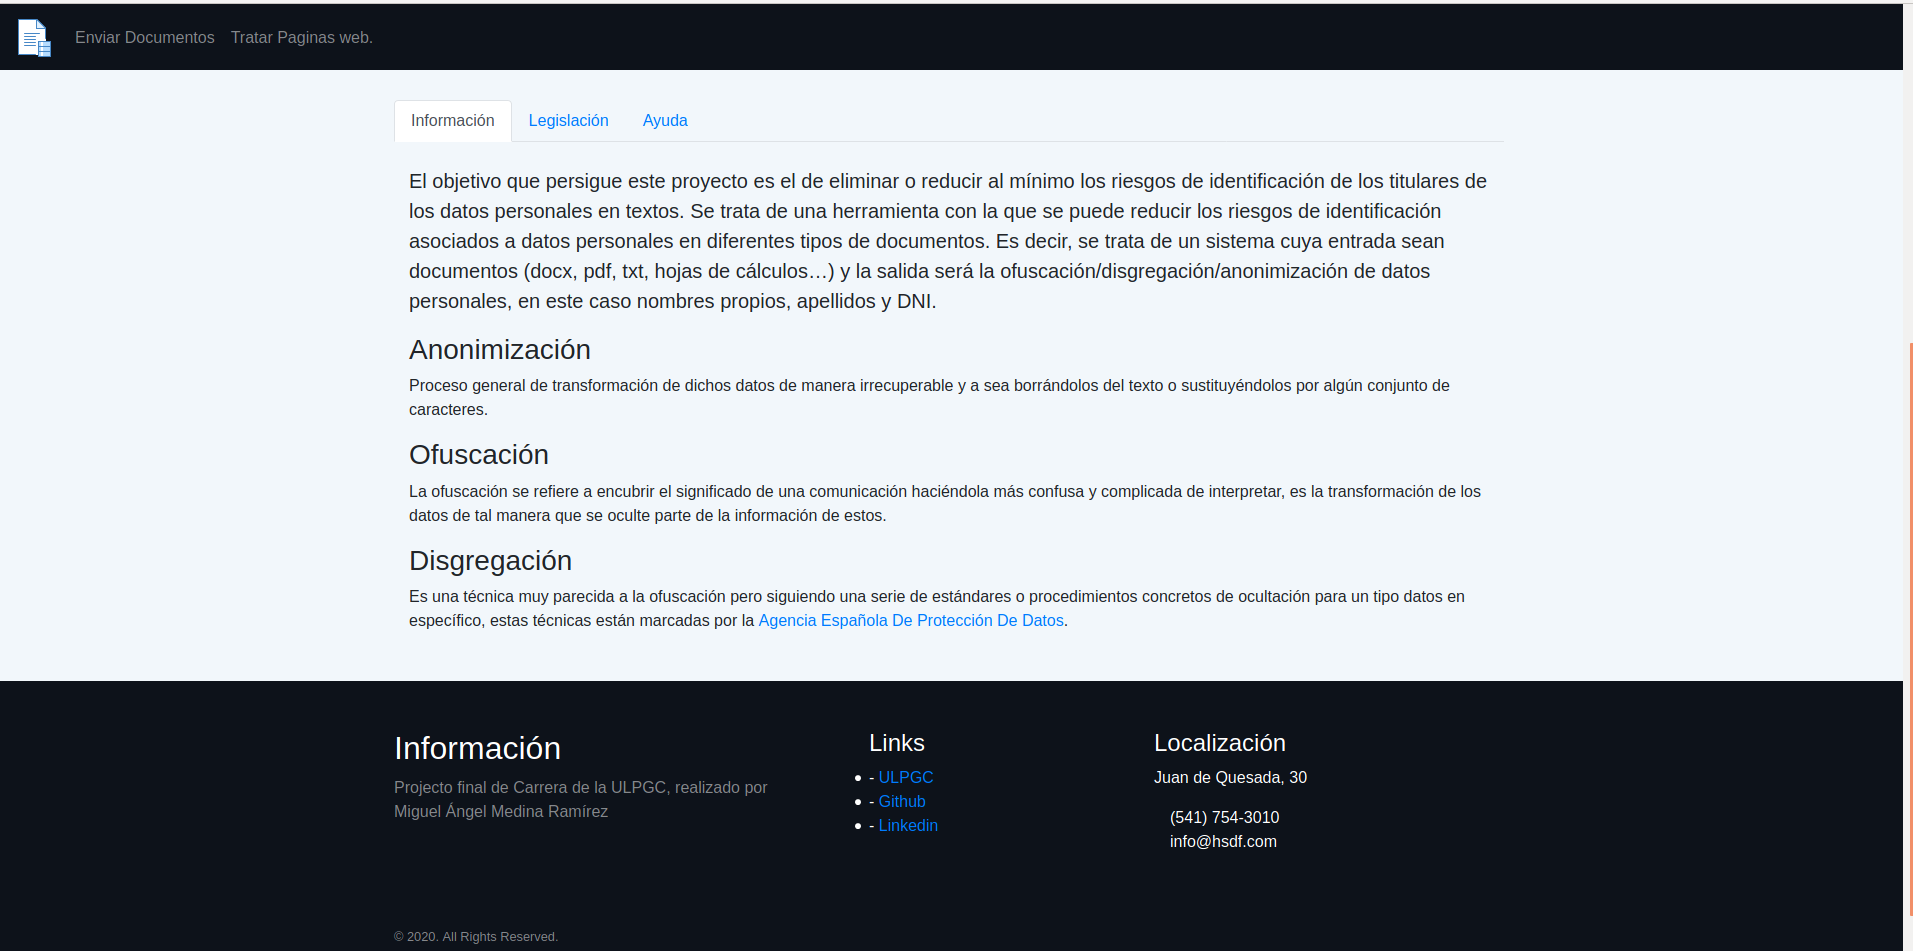 Enviar Documentos Tratar Paginas web.
Información Legislación Ayuda
El objetivo que persigue este proyecto es el de eliminar o reducir al mínimo los riesgos de identificación de los titulares de
los datos personales en textos. Se trata de una herramienta con la que se puede reducir los riesgos de identificación
asociados a datos personales en diferentes tipos de documentos. Es decir, se trata de un sistema cuya entrada sean
documentos (docx, pdf, txt, hojas de cálculos…) y la salida será la ofuscación/disgregación/anonimización de datos
personales, en este caso nombres propios, apellidos y DNI.
Anonimización
Proceso general de transformación de dichos datos de manera irrecuperable y a sea borrándolos del texto o sustituyéndolos por algún conjunto de
caracteres.
Ofuscación
La ofuscación se refiere a encubrir el significado de una comunicación haciéndola más confusa y complicada de interpretar, es la transformación de los
datos de tal manera que se oculte parte de la información de estos.
Disgregación
Es una técnica muy parecida a la ofuscación pero siguiendo una serie de estándares o procedimientos concretos de ocultación para un tipo datos en
específico, estas técnicas están marcadas por la Agencia Española De Protección De Datos.
Información
Projecto final de Carrera de la ULPGC, realizado por
Miguel Ángel Medina Ramírez
Links
- ULPGC
- Github
- Linkedin
Localización
Juan de Quesada, 30
(541) 754-3010
info@hsdf.com
© 2020. All Rights Reserved.